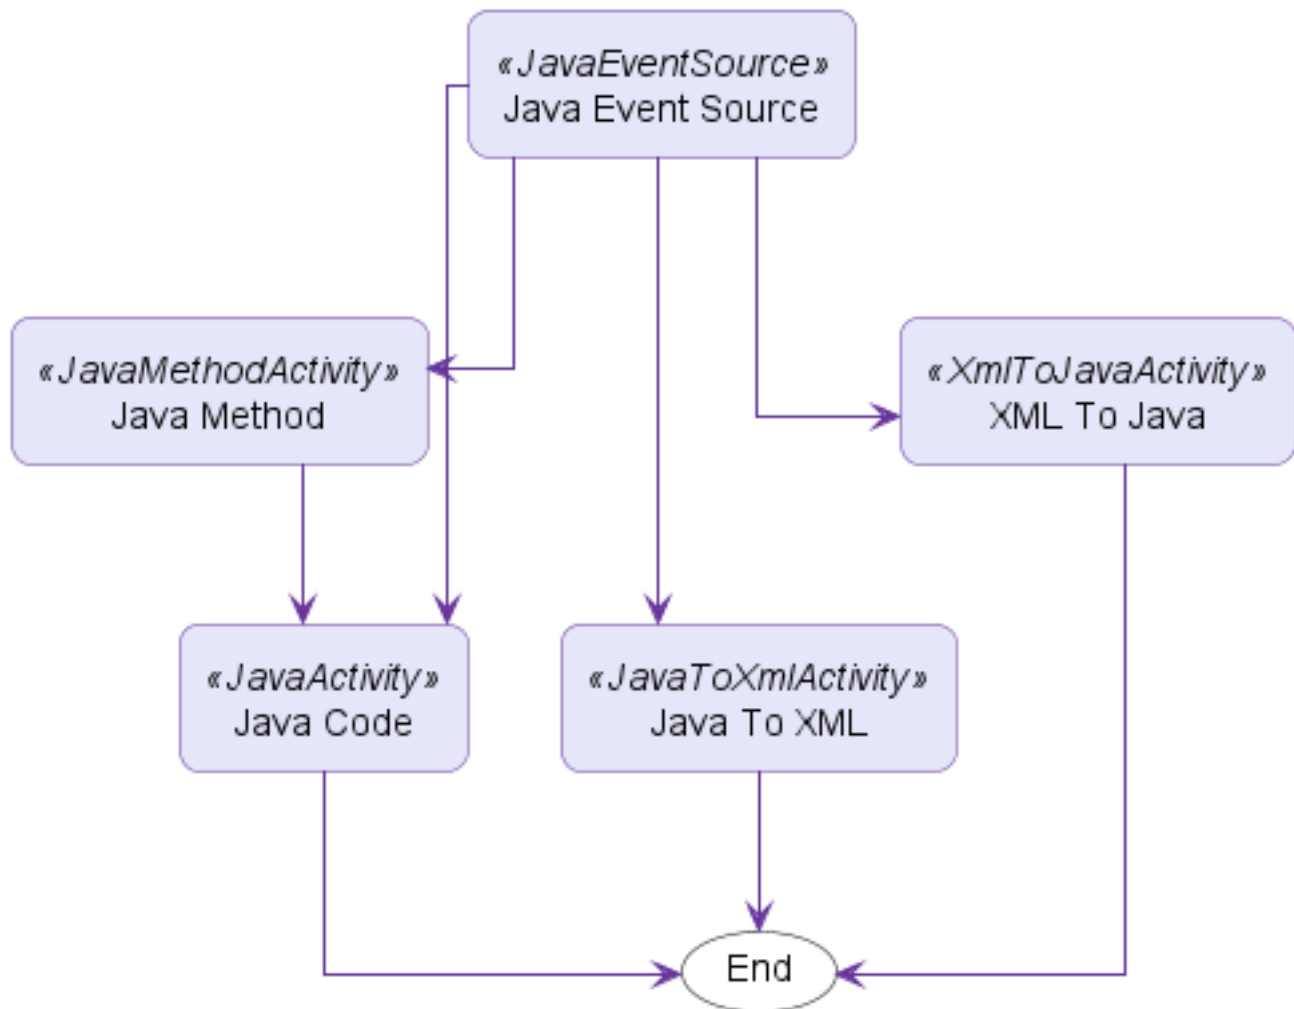 «JavaEventSource»
Java Event Source
«JavaMethodActivity»
Java Method
«XmlToJavaActivity»
XML To Java
«JavaActivity»
Java Code
«JavaToXmlActivity»
Java To XML
End